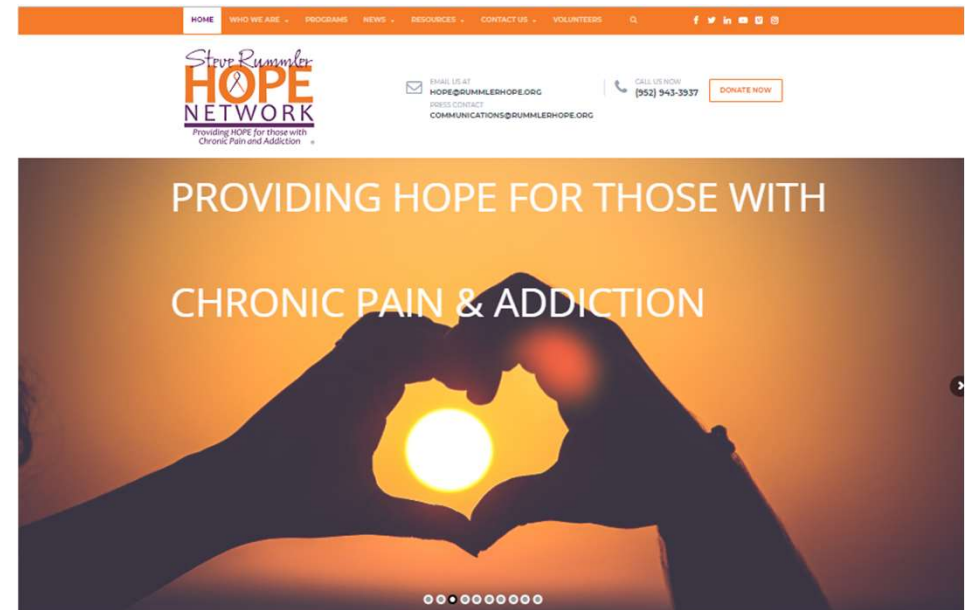 HOME WHO WE ARE PROGRAMS NEWS RESOURCES CONTACT US VOLUNTEERS
Steve Rummler
HOPE
NETWORK
Providing HOPE for those with
Chronic Pain and Addiction
EMAIL US AT
HOPE@RUMMLERHOPE.ORG
PRESS CONTACT
COMMUNICATIONS@RUMMLERHOPE.ORG
CALL US NOW
(952) 943-3937
DONATE NOW
PROVIDING HOPE FOR THOSE WITH
CHRONIC PAIN & ADDICTION